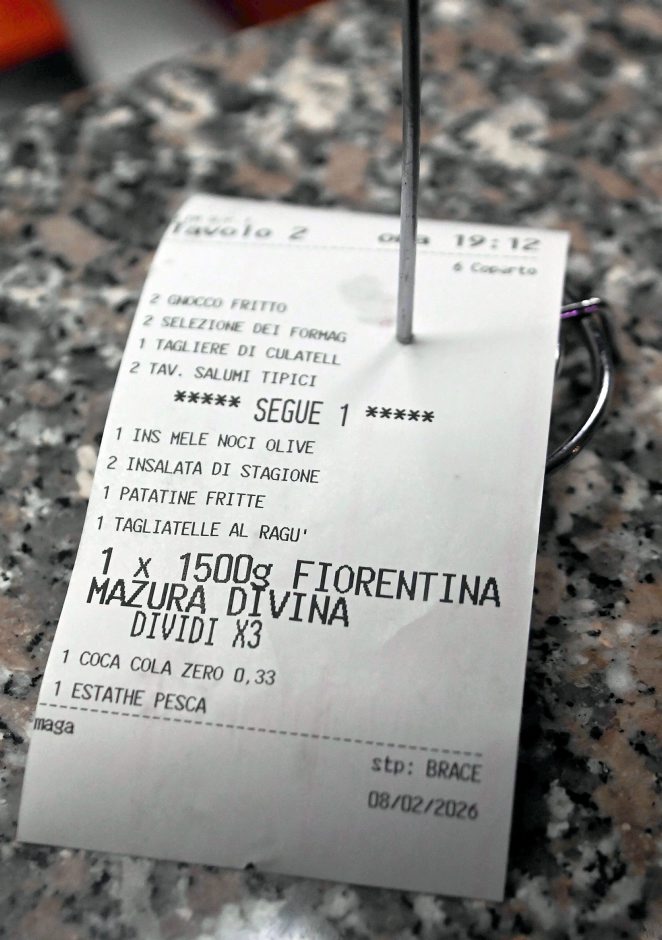 Tavolo 2 ora 19:12
6 Coperto
2 GNOCCO FRITTO
2 SELEZIONE DEI FORMAG
1 TAGLIERE DI CULATELL
2 TAV. SALUMI TIPICI
***** SEGUE 1 *****
1 INS MELE NOCI OLIVE
2 INSALATA DI STAGIONE
1 PATATINE FRITTE
1 TAGLIATELLE AL RAGU'
1 x 1500g FIORENTINA
MAZURA DIVINA
DIVIDI X3
1 COCA COLA ZERO 0,33
1 ESTATHE PESCA
maga
stp: BRACE
08/02/2026